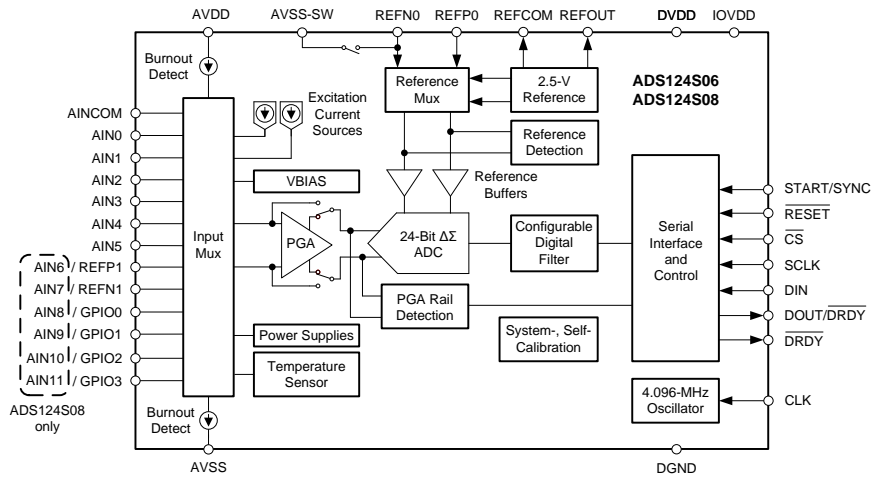 AVDD
AVSS-SW
REFN0
REFP0
REFCOM
REFOUT
DVDD
IOVDD
Burnout
Detect
Reference
Mux
2.5-V
Reference
ADS124S06
ADS124S08
AINCOM
AIN0
AIN1
AIN2
AIN3
AIN4
AIN5
AIN6 / REFP1
AIN7 / REFN1
AIN8 / GPIO0
AIN9 / GPIO1
AIN10 / GPIO2
AIN11 / GPIO3
ADS124S08
only
Input
Mux
Excitation
Current
Sources
VBIAS
PGA
Reference
Detection
Reference
Buffers
24-Bit ΔΣ
ADC
Configurable
Digital
Filter
PGA Rail
Detection
Power Supplies
Temperature
Sensor
System-, Self-
Calibration
Serial
Interface
and
Control
4.096-MHz
Oscillator
START/SYNC
RESET
CS
SCLK
DIN
DOUT/DRDY
DRDY
CLK
Burnout
Detect
AVSS
DGND